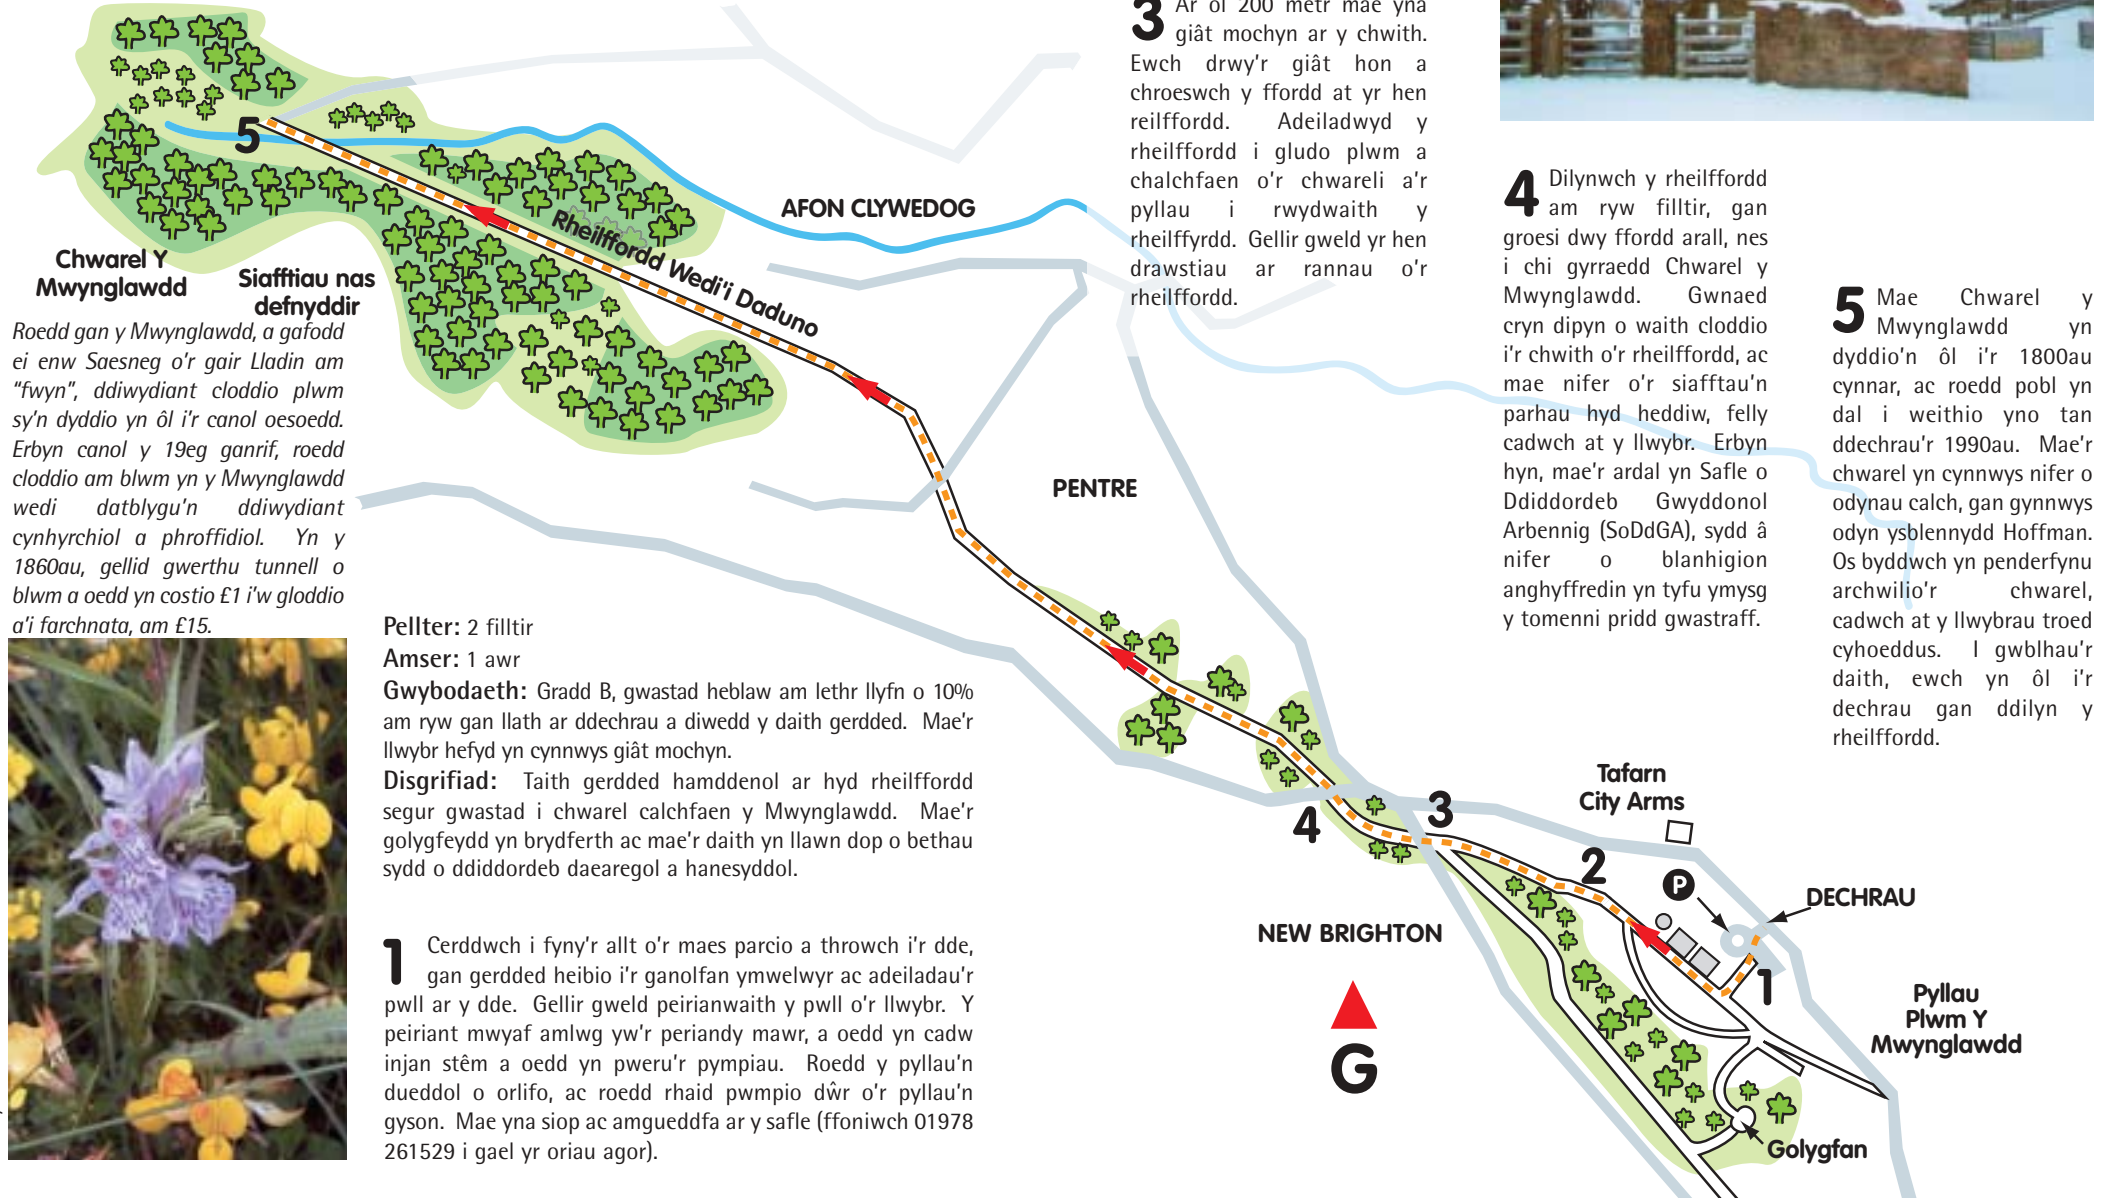 3 Ar ôl 200 metr mae yna
giât mochyn ar y chwith.
Ewch drwy'r giât hon a
chroeswch y ffordd at yr hen
reilffordd. Adeiladwyd y
rheilffordd i gludo plwm a
chalchfaen o'r chwareli a'r
pyllau i rwydwaith y
rheilffyrdd. Gellir gweld yr hen
drawstiau ar rannau o'r
rheilffordd.
4 Dilynwch y rheilffordd
am ryw filltir, gan
groesi dwy ffordd arall, nes
i chi gyrraedd Chwarel y
Mwynglawdd. Gwnaed
cryn dipyn o waith cloddio
i'r chwith o'r rheilffordd, ac
mae nifer o'r siafftau'n
parhau hyd heddiw, felly
cadwch at y llwybr. Erbyn
hyn, mae'r ardal yn Safle o
Ddiddordeb Gwyddonol
Arbennig (SoDdGA), sydd â
nifer o blanhigion
anghyffredin yn tyfu ymysg
y tomenni pridd gwastraff.
5 Mae Chwarel y
Mwynglawdd yn
dyddio'n ôl i'r 1800au
cynnar, ac roedd pobl yn
dal i weithio yno tan
ddechrau'r 1990au. Mae'r
chwarel yn cynnwys nifer o
odynau calch, gan gynnwys
odyn ysblennydd Hoffman.
Os byddwch yn penderfynu
archwilio'r chwarel,
cadwch at y llwybrau troed
cyhoeddus. I gwblhau'r
daith, ewch yn ôl i'r
dechrau gan ddilyn y
rheilffordd.
5
AFON CLYWEDOG
Rheilffordd Wedi'i Daduno
Chwarel Y
Mwynglawdd
Siafftiau nas
defnyddir
Roedd gan y Mwynglawdd, a gafodd
ei enw Saesneg o'r gair Lladin am
"fwyn", ddiwydiant cloddio plwm
sy'n dyddio yn ôl i'r canol oesoedd.
Erbyn canol y 19eg ganrif, roedd
cloddio am blwm yn y Mwynglawdd
wedi datblygu'n ddiwydiant
cynhyrchiol a phroffidiol. Yn y
1860au, gellid gwerthu tunnell o
blwm a oedd yn costio £1 i'w gloddio
a'i farchnata, am £15.
PENTRE
Pellter: 2 filltir
Amser: 1 awr
Gwybodaeth: Gradd B, gwastad heblaw am lethr llyfn o 10%
am ryw gan llath ar ddechrau a diwedd y daith gerdded. Mae'r
llwybr hefyd yn cynnwys giât mochyn.
Disgrifiad: Taith gerdded hamddenol ar hyd rheilffordd
segur gwastad i chwarel calchfaen y Mwynglawdd. Mae'r
golygfeydd yn brydferth ac mae'r daith yn llawn dop o bethau
sydd o ddiddordeb daearegol a hanesyddol.
1 Cerddwch i fyny'r allt o'r maes parcio a throwch i'r dde,
gan gerdded heibio i'r ganolfan ymwelwyr ac adeiladau'r
pwll ar y dde. Gellir gweld peirianwaith y pwll o'r llwybr. Y
peiriant mwyaf amlwg yw'r periandy mawr, a oedd yn cadw
injan stêm a oedd yn pweru'r pympiau. Roedd y pyllau'n
dueddol o orlifo, ac roedd rhaid pwmpio dŵr o'r pyllau'n
gyson. Mae yna siop ac amgueddfa ar y safle (ffoniwch 01978
261529 i gael yr oriau agor).
Tafarn
City Arms
3
4
2
P
DECHRAU
NEW BRIGHTON
1
G
Pyllau
Plwm Y
Mwynglawdd
Golygfan